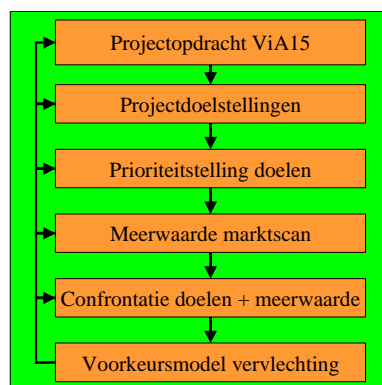 Projectopdracht ViA15
Projectdoelstellingen
Prioriteitstelling doelen
Meerwaarde marktscan
Confrontatie doelen + meerwaarde
Voorkeursmodel vervlechting